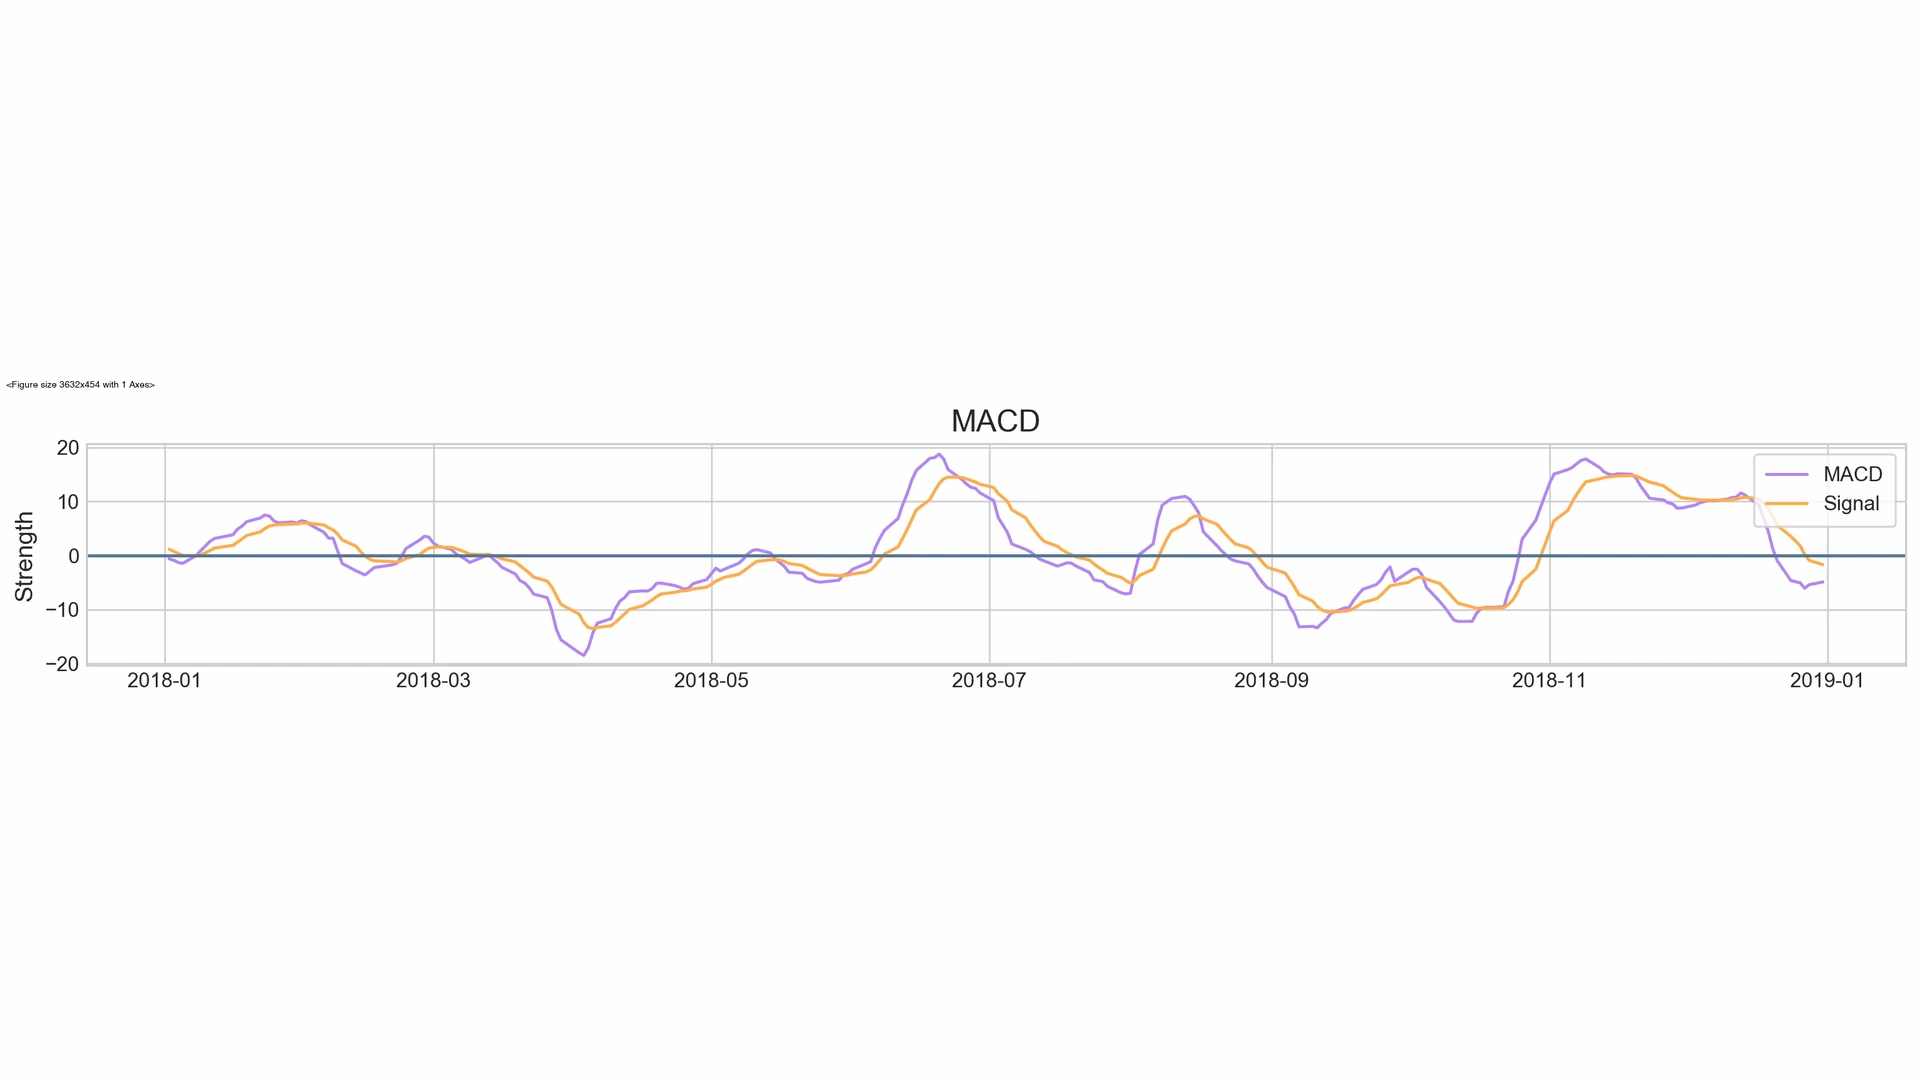 <Figure size 3632x454 with 1 Axes>
MACD
20
10
0
−10
−20
Strength
MACD
Signal
2018-01 2018-03 2018-05 2018-07 2018-09 2018-11 2019-01